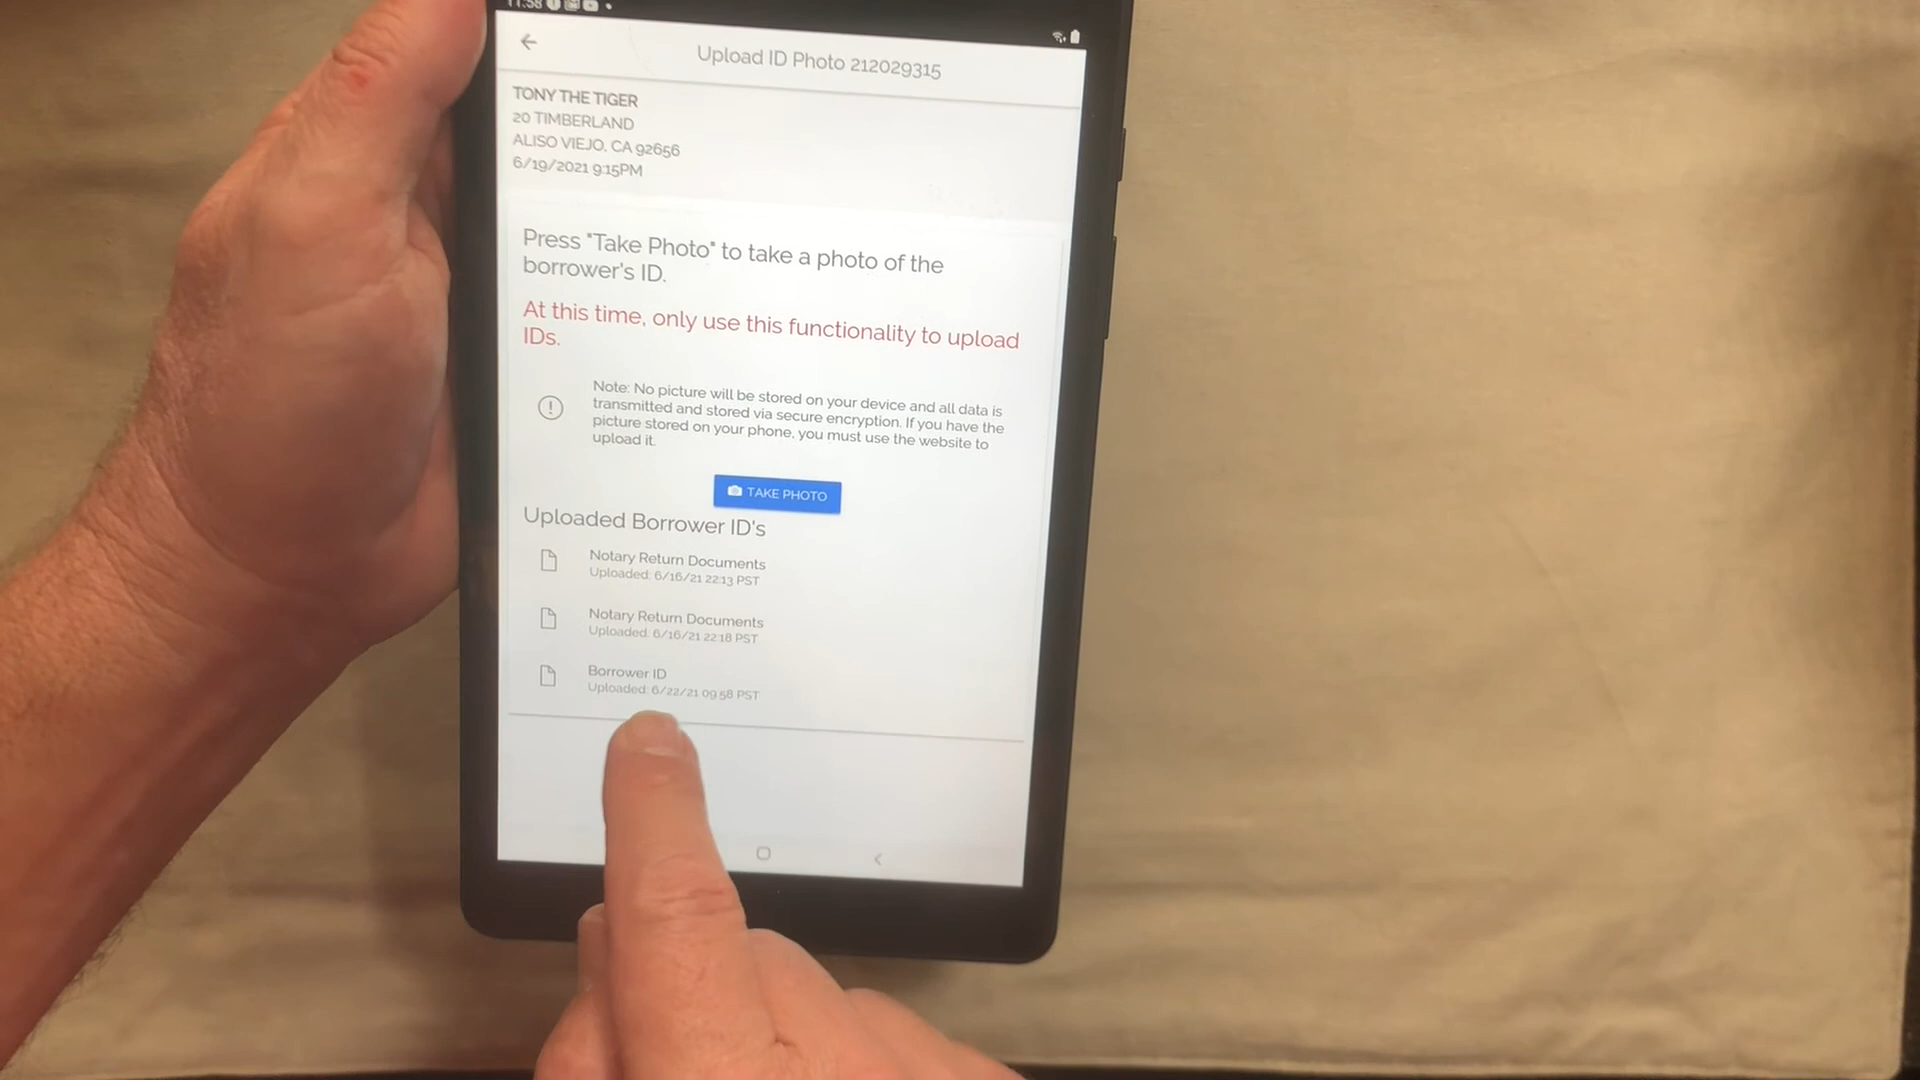 11:58
Upload ID Photo 212029315
TONY THE TIGER
20 TIMBERLAND
ALISO VIEJO, CA 92656
6/19/2021 9:15PM
Press "Take Photo" to take a photo of the
borrower's ID.
At this time, only use this functionality to upload
IDs.
Note: No picture will be stored on your device and all data is
transmitted and stored via secure encryption. If you have the
picture stored on your phone, you must use the website to
upload it.
TAKE PHOTO
Uploaded Borrower ID's
Notary Return Documents
Uploaded: 6/16/21 22:13 PST
Notary Return Documents
Uploaded: 6/16/21 22:18 PST
Borrower ID
Uploaded: 6/22/21 09:58 PST